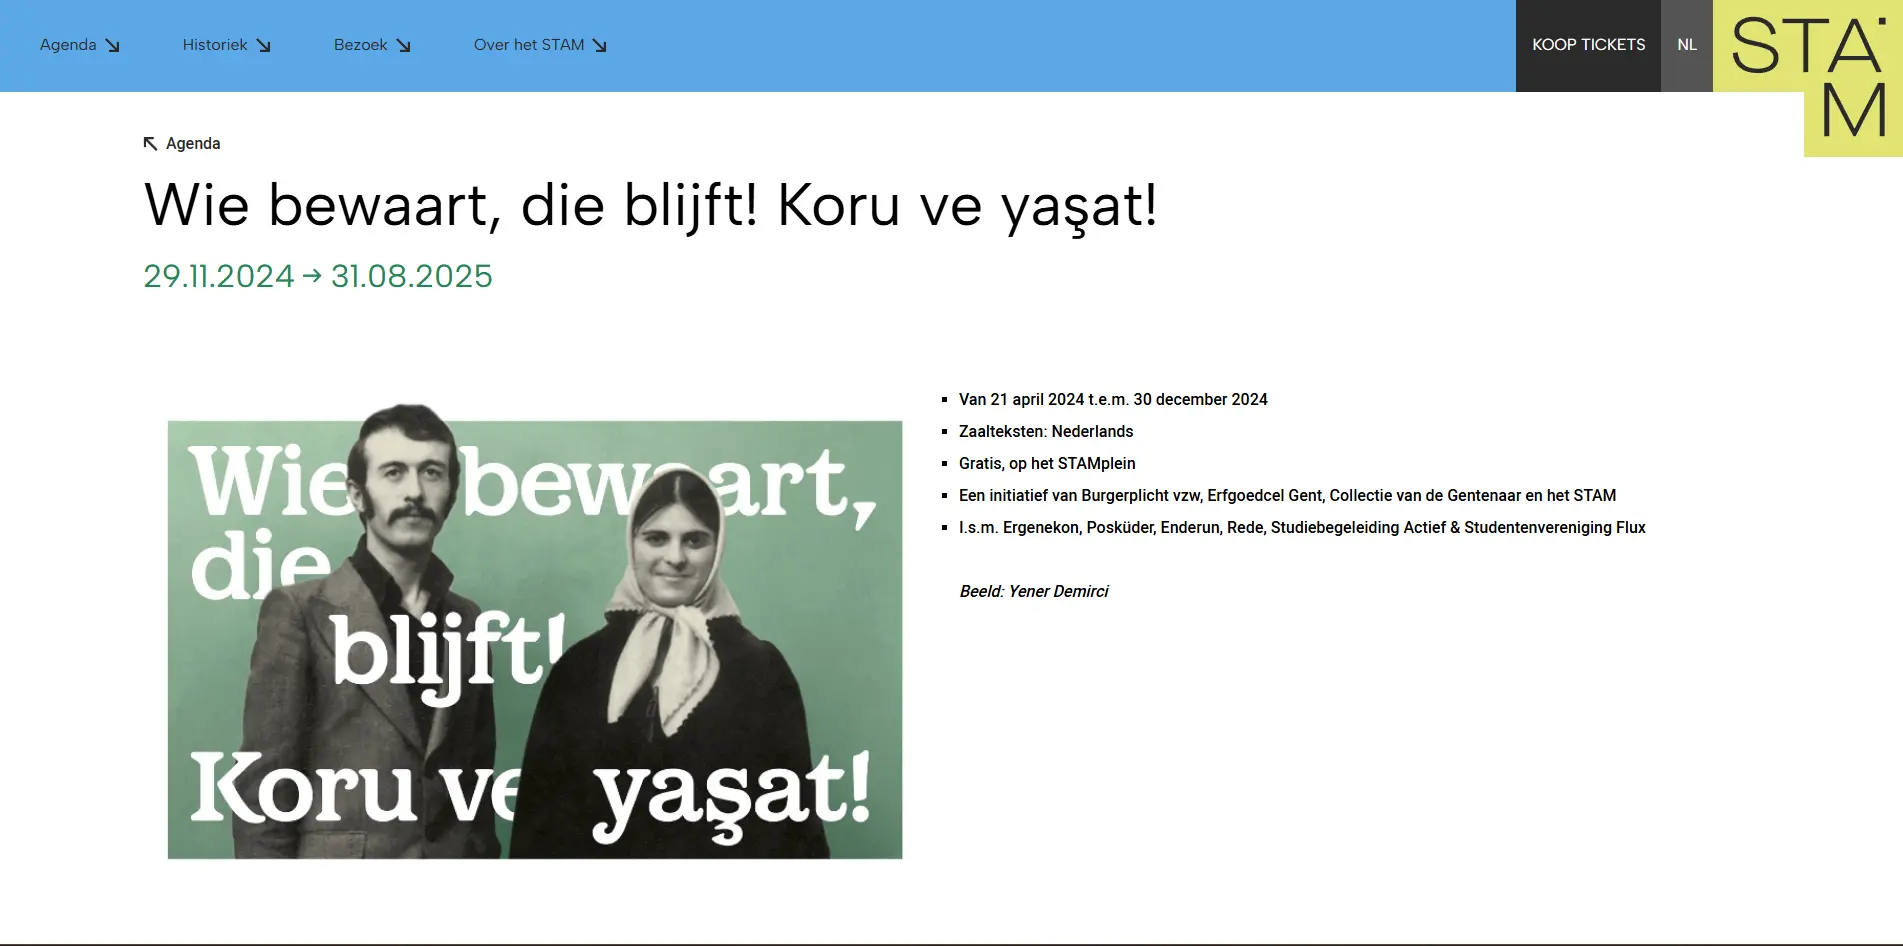 Agenda
Historiek
Bezoek
Over het STAM
KOOP TICKETS
NL
STA
M
Agenda
Wie bewaart, die blijft! Koru ve yaşat!
29.11.2024 → 31.08.2025
Wie bewaart,
die
blijft!
Koru ve yaşat!
Van 21 april 2024 t.e.m. 30 december 2024
Zaalteksten: Nederlands
Gratis, op het STAMplein
Een initiatief van Burgerplicht vzw, Erfgoedcel Gent, Collectie van de Gentenaar en het STAM
I.s.m. Ergenekon, Posküder, Enderun, Rede, Studiebegeleiding Actief & Studentenvereniging Flux
Beeld: Yener Demirci